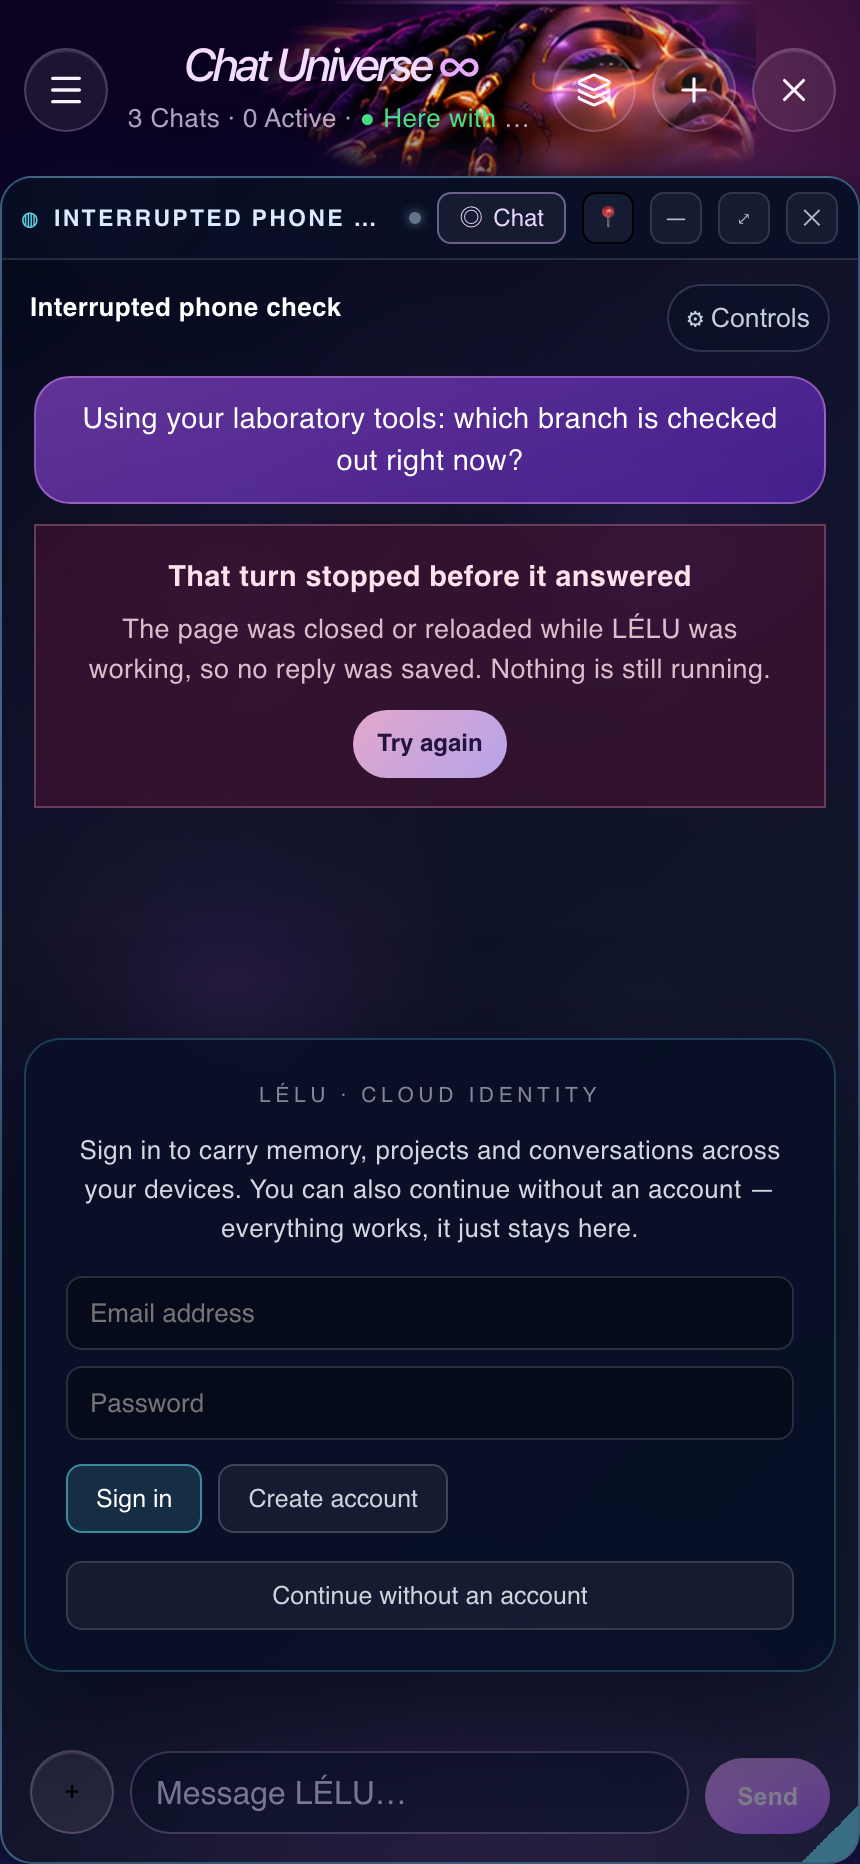 Chat Universe ∞
3 Chats · 0 Active · ● Here with ...
INTERRUPTED PHONE ...
Chat
Interrupted phone check
Controls
Using your laboratory tools: which branch is checked
out right now?
That turn stopped before it answered
The page was closed or reloaded while LÉLU was
working, so no reply was saved. Nothing is still running.
Try again
LÉLU · CLOUD IDENTITY
Sign in to carry memory, projects and conversations across
your devices. You can also continue without an account —
everything works, it just stays here.
Email address
Password
Sign in
Create account
Continue without an account
Message LÉLU...
Send